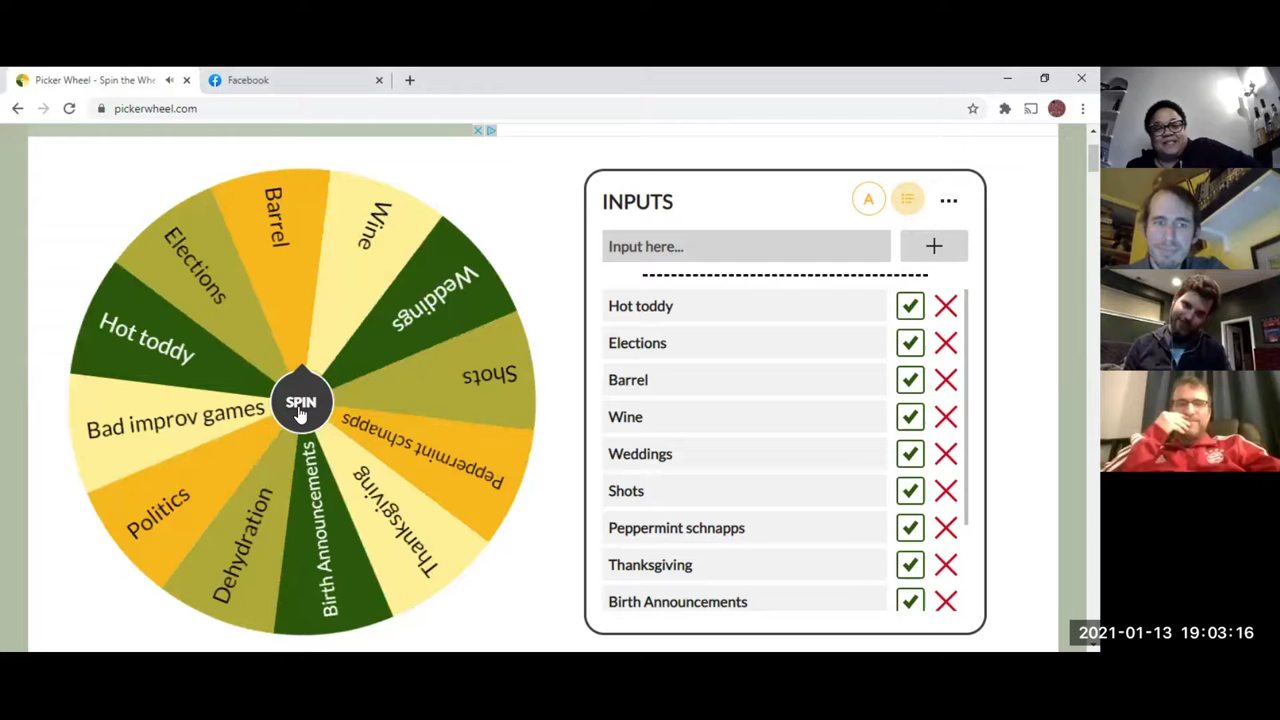 Picker Wheel - Spin the Whe
Facebook
pickerwheel.com
Barrel
Wine
Weddings
Shots
Peppermint schnapps
Thanksgiving
Birth Announcements
Dehydration
Politics
Bad improv games
Hot toddy
Elections
SPIN
INPUTS
A
Input here...
Hot toddy
Elections
Barrel
Wine
Weddings
Shots
Peppermint schnapps
Thanksgiving
Birth Announcements
2021-01-13 19:03:16